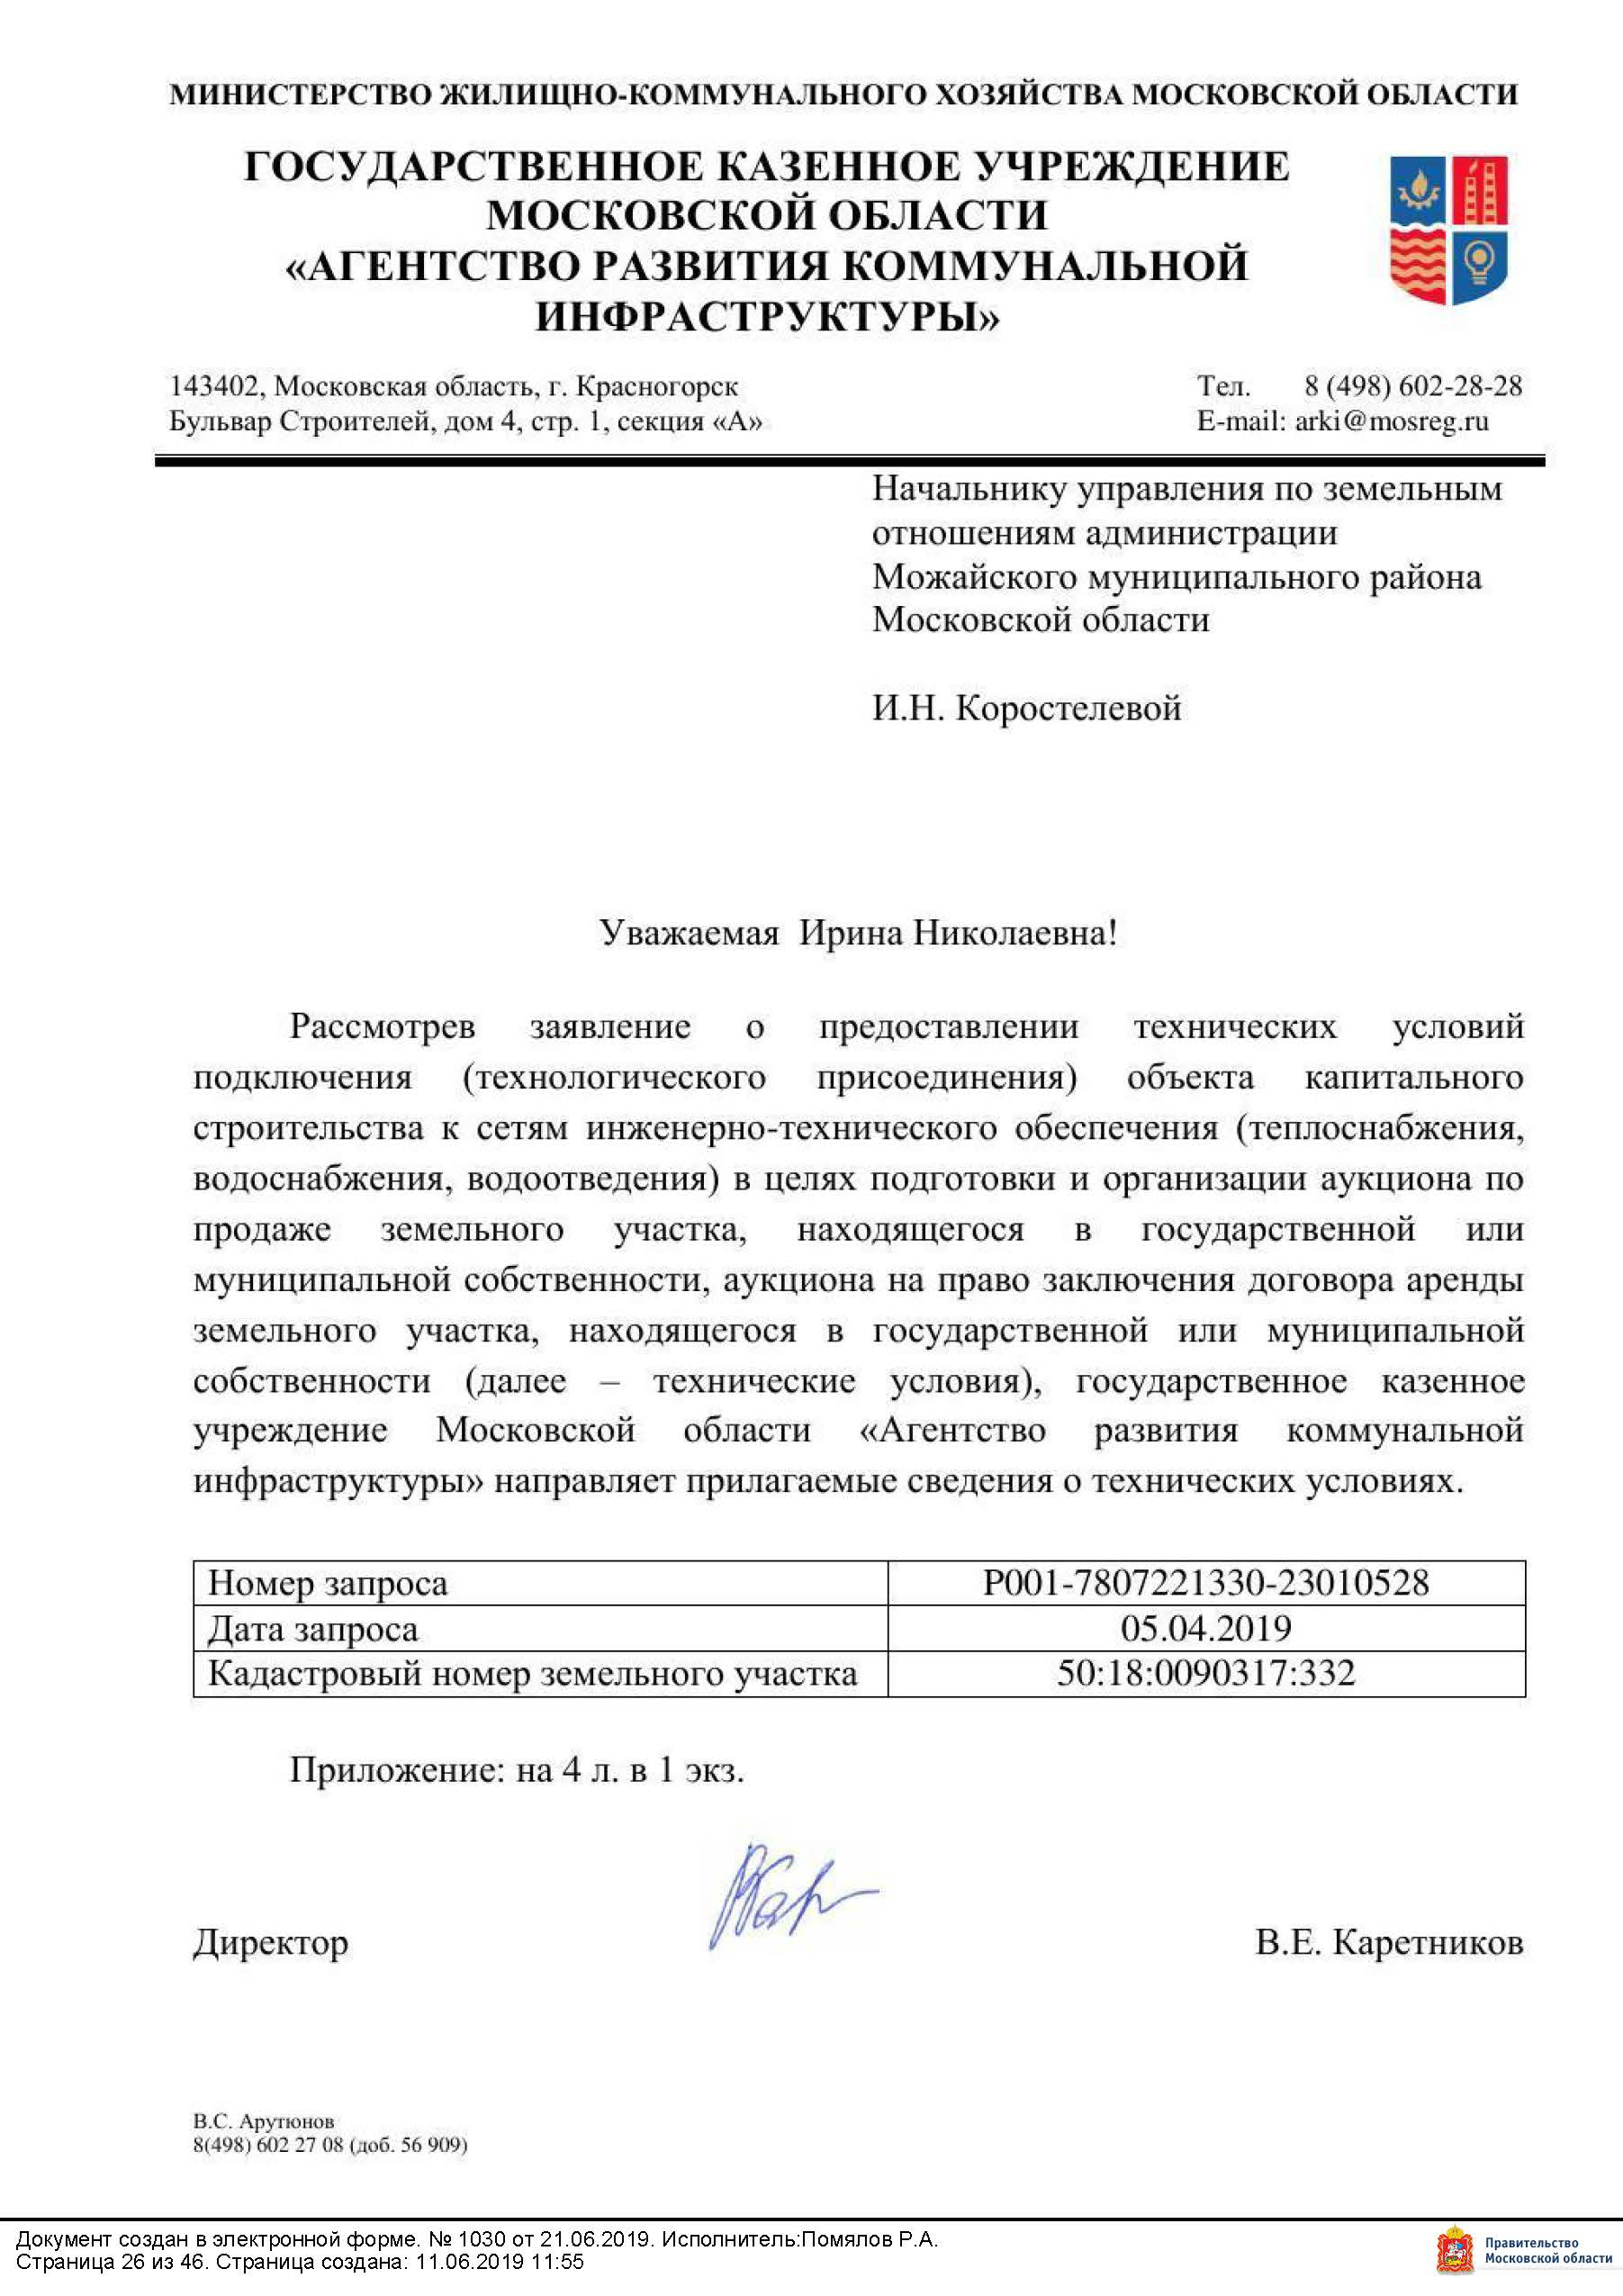 МИНИСТЕРСТВО ЖИЛИЩНО-КОММУНАЛЬНОГО ХОЗЯЙСТВА МОСКОВСКОЙ ОБЛАСТИ
ГОСУДАРСТВЕННОЕ КАЗЕННОЕ УЧРЕЖДЕНИЕ
МОСКОВСКОЙ ОБЛАСТИ
«АГЕНТСТВО РАЗВИТИЯ КОММУНАЛЬНОЙ
ИНФРАСТРУКТУРЫ»
143402, Московская область, г. Красногорск
Бульвар Строителей, дом 4, стр. 1, секция «А»
Тел. 8 (498) 602-28-28
E-mail: arki@mosreg.ru
Начальнику управления по земельным
отношениям администрации
Можайского муниципального района
Московской области
И.Н. Коростелевой
Уважаемая Ирина Николаевна!
Рассмотрев заявление о предоставлении технических условий
подключения (технологического присоединения) объекта капитального
строительства к сетям инженерно-технического обеспечения (теплоснабжения,
водоснабжения, водоотведения) в целях подготовки и организации аукциона по
продаже земельного участка, находящегося в государственной или
муниципальной собственности, аукциона на право заключения договора аренды
земельного участка, находящегося в государственной или муниципальной
собственности (далее – технические условия), государственное казенное
учреждение Московской области «Агентство развития коммунальной
инфраструктуры» направляет прилагаемые сведения о технических условиях.
Номер запроса P001-7807221330-23010528
Дата запроса 05.04.2019
Кадастровый номер земельного участка 50:18:0090317:332
Приложение: на 4 л. в 1 экз.
Директор В.Е. Каретников
В.С. Арутюнов
8(498) 602 27 08 (доб. 56 909)
Документ создан в электронной форме. № 1030 от 21.06.2019. Исполнитель:Помялов Р.А.
Страница 26 из 46. Страница создана: 11.06.2019 11:55
Правительство
Московской области